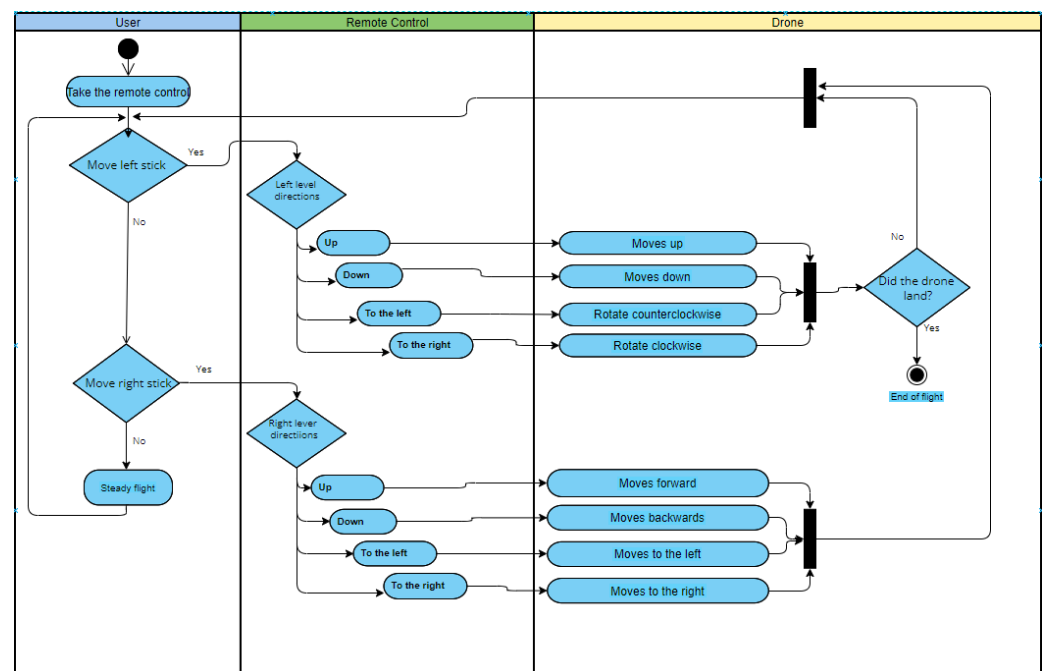 User
Remote Control
Drone
Take the remote control
Move left stick
Yes
No
Left level
directions
Up
Down
To the left
To the right
Moves up
Moves down
Rotate counterclockwise
Rotate clockwise
No
Did the drone
land?
Yes
End of flight
Move right stick
Yes
No
Steady flight
Right lever
directiions
Up
Down
To the left
To the right
Moves forward
Moves backwards
Moves to the left
Moves to the right